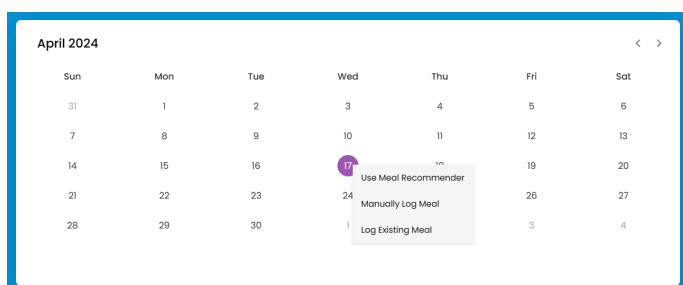 April 2024 < >
Sun Mon Tue Wed Thu Fri Sat
31 1 2 3 4 5 6
7 8 9 10 11 12 13
14 15 16 17 19 20
Use Meal Recommender
21 22 23 24 26 27
Manually Log Meal
28 29 30 1 3 4
Log Existing Meal